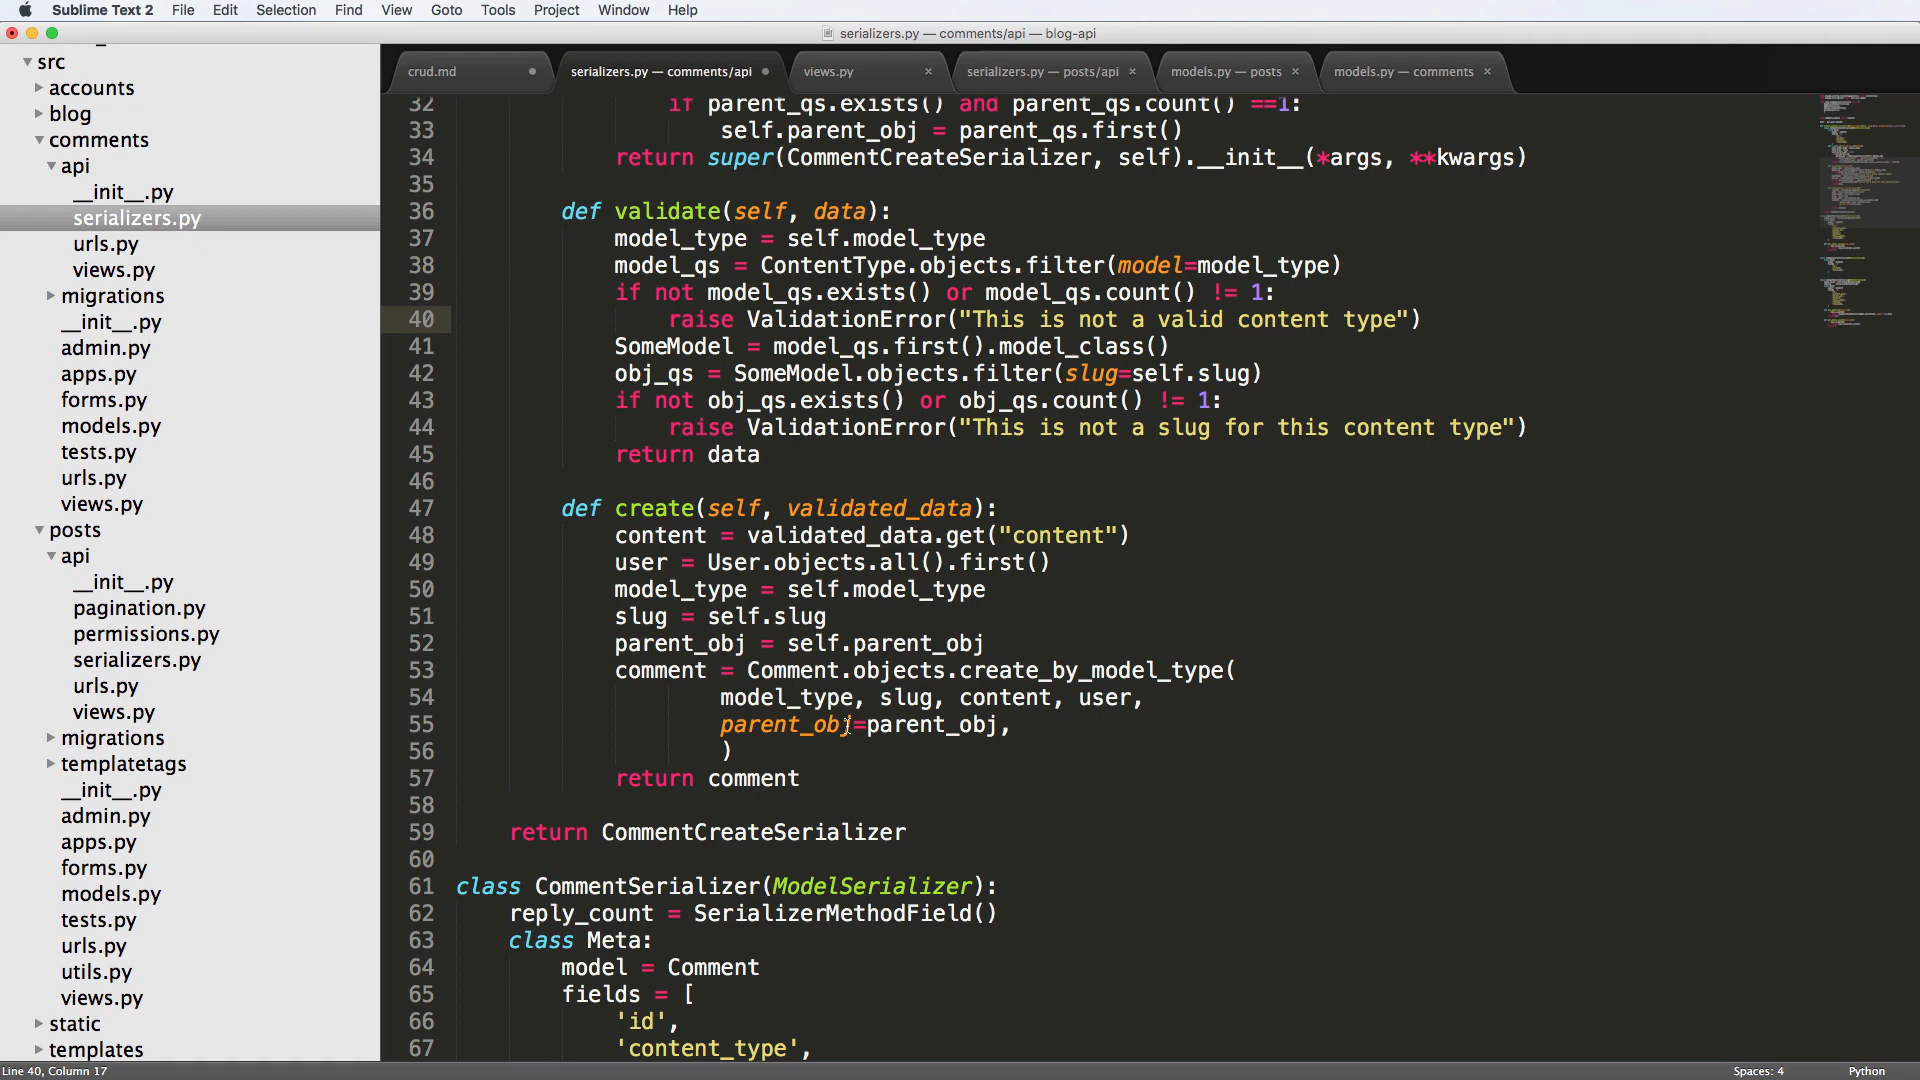 Sublime Text 2 File Edit Selection Find View Goto Tools Project Window Help
serializers.py — comments/api — blog-api
crud.md serializers.py — comments/api views.py serializers.py — posts/api models.py — posts models.py — comments
src
accounts
blog
comments
api
__init__.py
serializers.py
urls.py
views.py
migrations
__init__.py
admin.py
apps.py
forms.py
models.py
tests.py
urls.py
views.py
posts
api
__init__.py
pagination.py
permissions.py
serializers.py
urls.py
views.py
migrations
templatetags
__init__.py
admin.py
apps.py
forms.py
models.py
tests.py
urls.py
utils.py
views.py
static
templates
32 if parent_qs.exists() and parent_qs.count() ==1:
33 self.parent_obj = parent_qs.first()
34 return super(CommentCreateSerializer, self).__init__(*args, **kwargs)
35
36 def validate(self, data):
37 model_type = self.model_type
38 model_qs = ContentType.objects.filter(model=model_type)
39 if not model_qs.exists() or model_qs.count() != 1:
40 raise ValidationError("This is not a valid content type")
41 SomeModel = model_qs.first().model_class()
42 obj_qs = SomeModel.objects.filter(slug=self.slug)
43 if not obj_qs.exists() or obj_qs.count() != 1:
44 raise ValidationError("This is not a slug for this content type")
45 return data
46
47 def create(self, validated_data):
48 content = validated_data.get("content")
49 user = User.objects.all().first()
50 model_type = self.model_type
51 slug = self.slug
52 parent_obj = self.parent_obj
53 comment = Comment.objects.create_by_model_type(
54 model_type, slug, content, user,
55 parent_obj=parent_obj,
56 )
57 return comment
58
59 return CommentCreateSerializer
60
61 class CommentSerializer(ModelSerializer):
62 reply_count = SerializerMethodField()
63 class Meta:
64 model = Comment
65 fields = [
66 'id',
67 'content_type',
Line 40, Column 17 Spaces: 4 Python